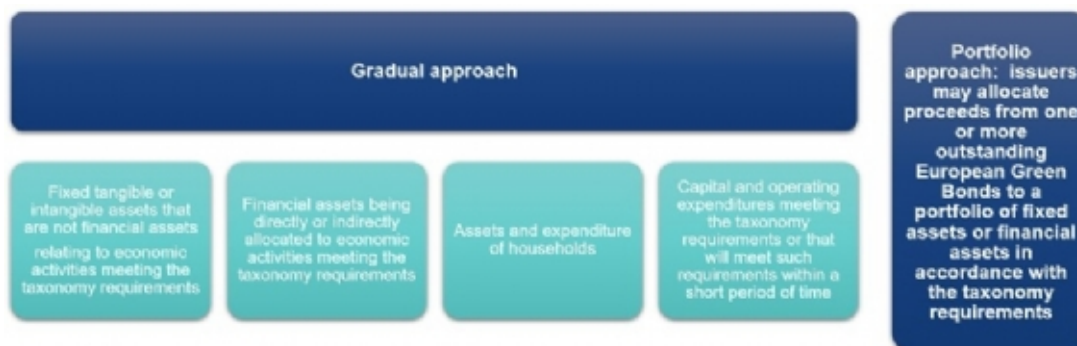 Gradual approach
Fixed tangible or
intangible assets that
are not financial assets
relating to economic
activities meeting the
taxonomy requirements
Financial assets being
directly or indirectly
allocated to economic
activities meeting the
taxonomy requirements
Assets and expenditure
of households
Capital and operating
expenditures meeting
the taxonomy
requirements or that
will meet such
requirements within a
short period of time
Portfolio
approach: issuers
may allocate
proceeds from one
or more
outstanding
European Green
Bonds to a
portfolio of fixed
assets or financial
assets in
accordance with
the taxonomy
requirements